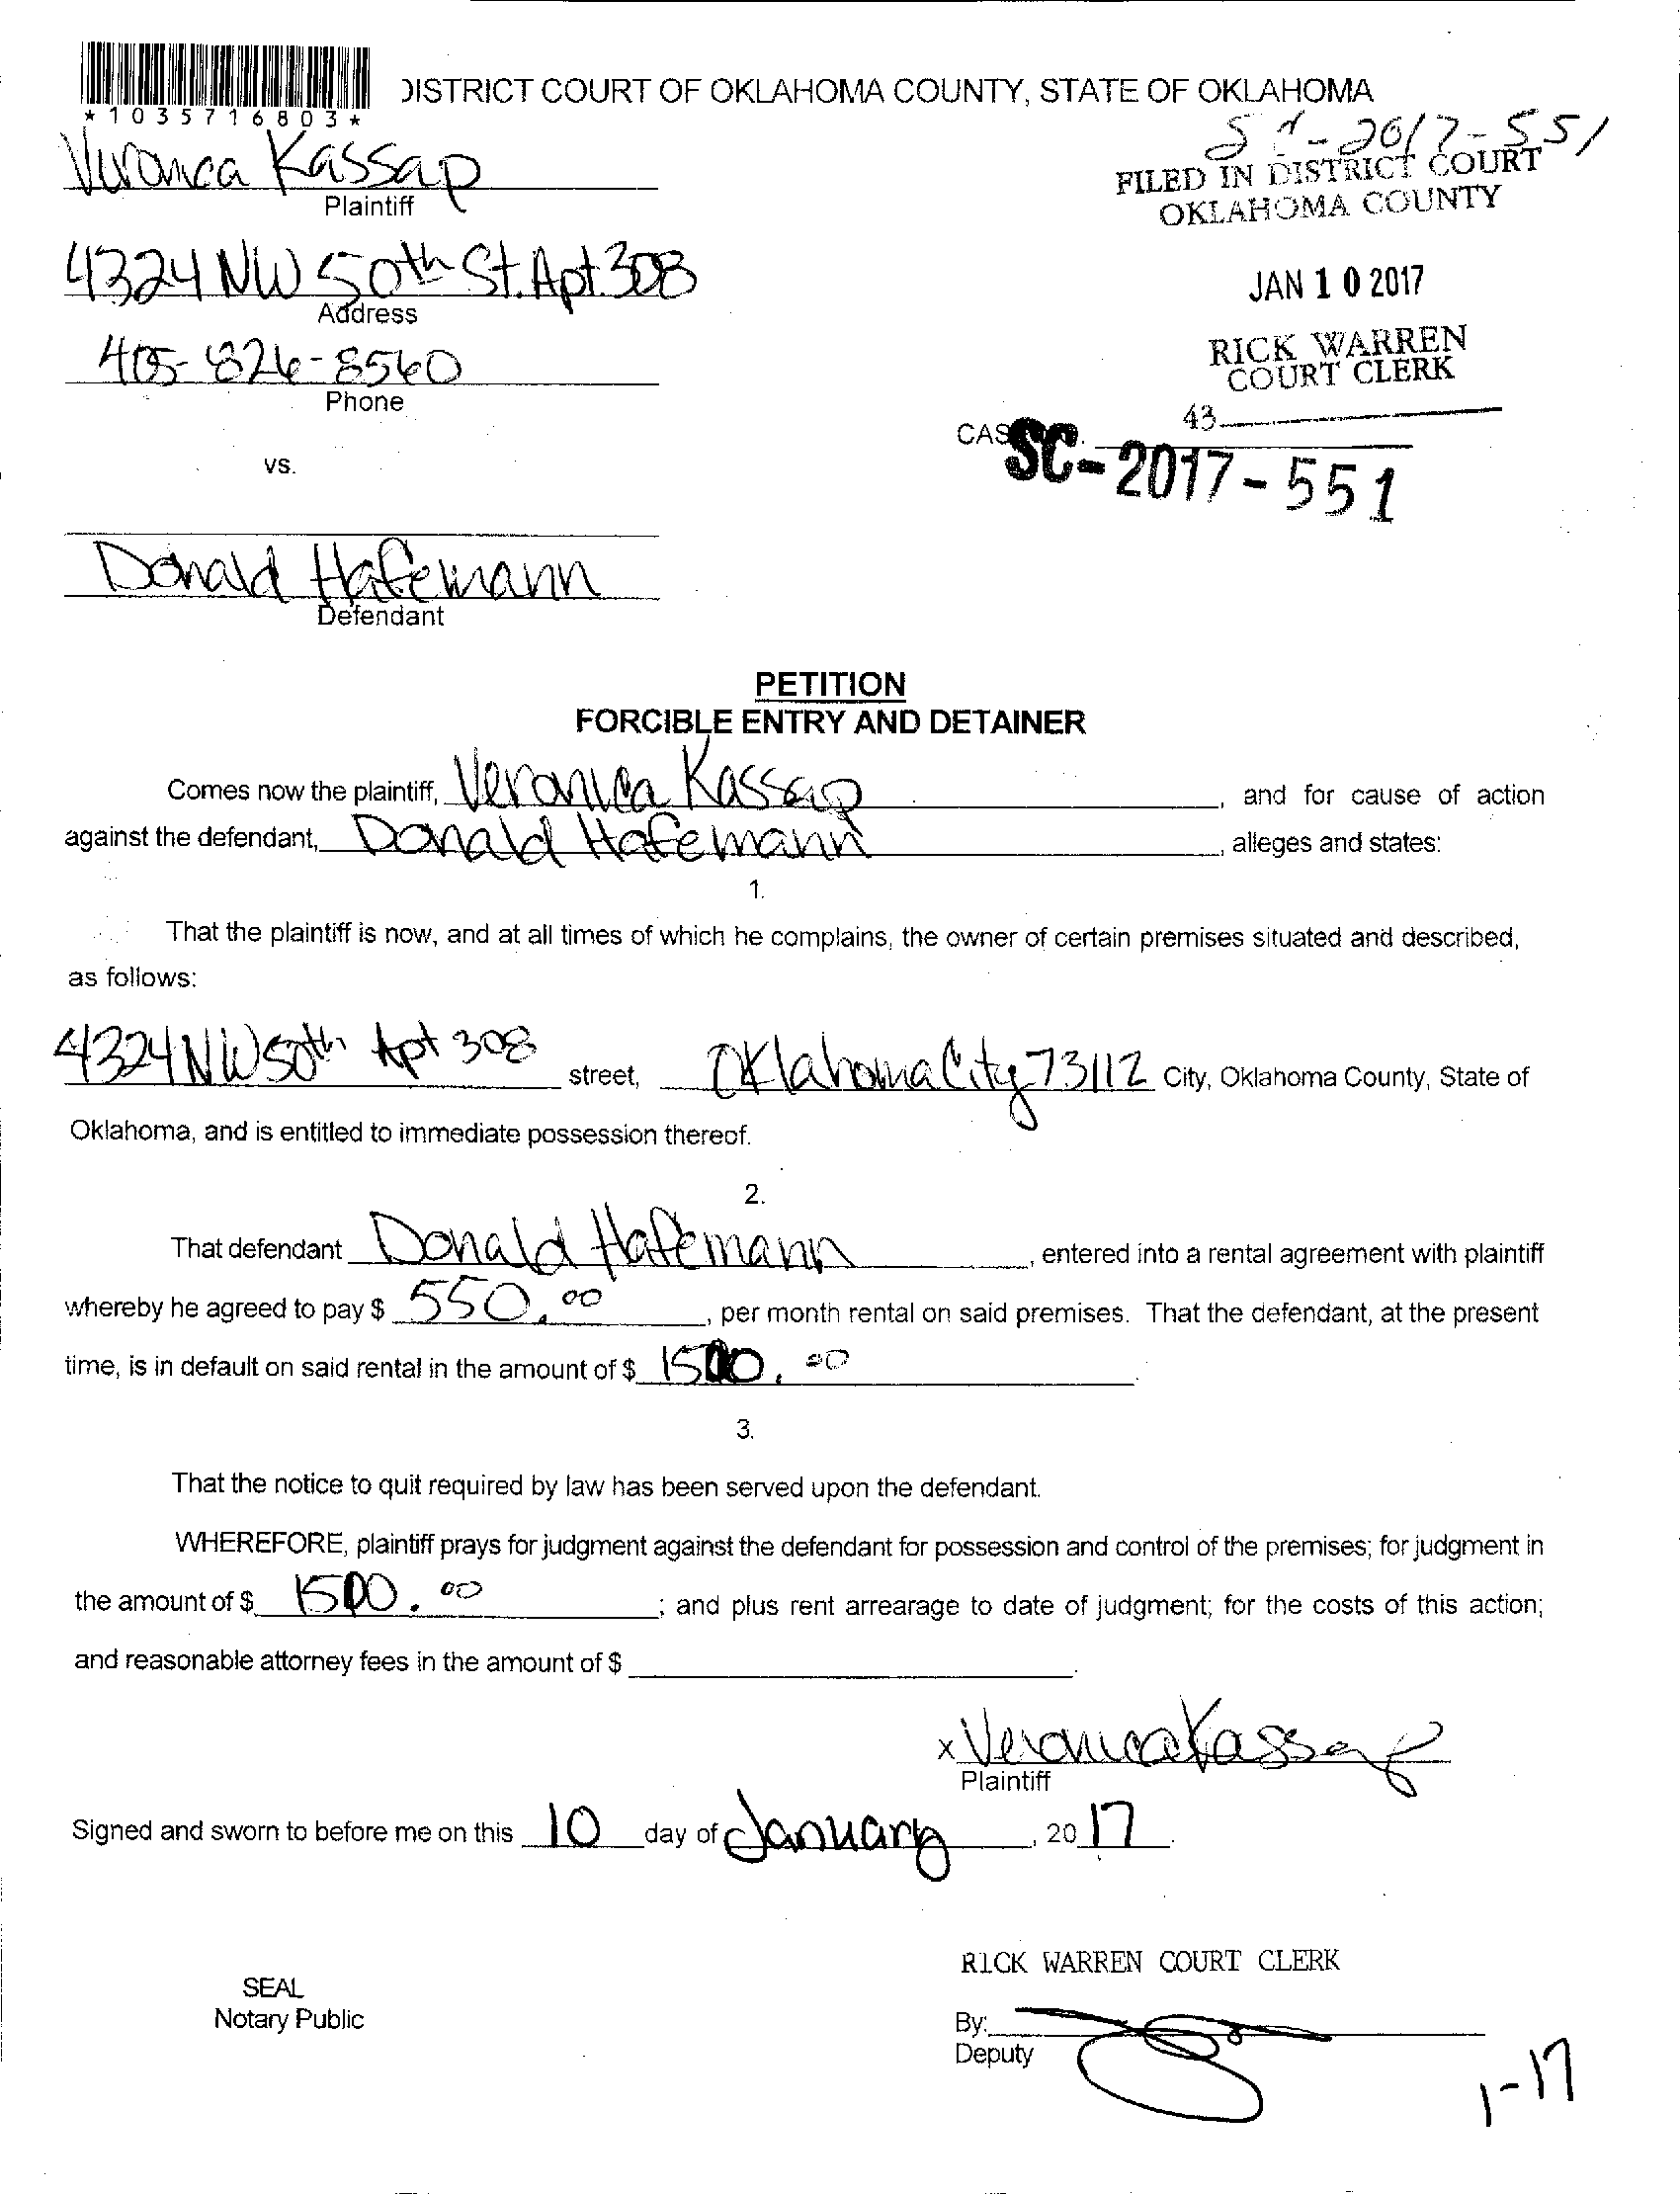 *1035716803*
DISTRICT COURT OF OKLAHOMA COUNTY, STATE OF OKLAHOMA
Veronica Kassap
Plaintiff
-2017-551
FILED IN DISTRICT COURT
OKLAHOMA COUNTY
4324 NW 50th St. Apt. 308
Address
JAN 10 2017
405-826-8560
Phone
RICK WARREN
COURT CLERK
43
CAS
SC-2017-551
vs.
Donald Hafemann
Defendant
PETITION
FORCIBLE ENTRY AND DETAINER
Comes now the plaintiff, Veronica Kassap, and for cause of action
against the defendant, Donald Hafemann, alleges and states:
1.
That the plaintiff is now, and at all times of which he complains, the owner of certain premises situated and described,
as follows:
4324 NW 50th Apt 308 street, Oklahoma City 73112 City, Oklahoma County, State of
Oklahoma, and is entitled to immediate possession thereof.
2.
That defendant Donald Hafemann, entered into a rental agreement with plaintiff
whereby he agreed to pay $ 550.00, per month rental on said premises. That the defendant, at the present
time, is in default on said rental in the amount of $ 1500.00.
3.
That the notice to quit required by law has been served upon the defendant.
WHEREFORE, plaintiff prays for judgment against the defendant for possession and control of the premises; for judgment in
the amount of $ 1500.00; and plus rent arrearage to date of judgment; for the costs of this action;
and reasonable attorney fees in the amount of $.
x Veronica Kassap
Plaintiff
Signed and sworn to before me on this 10 day of January, 2017.
RICK WARREN COURT CLERK
SEAL
Notary Public
By:
Deputy
1-17